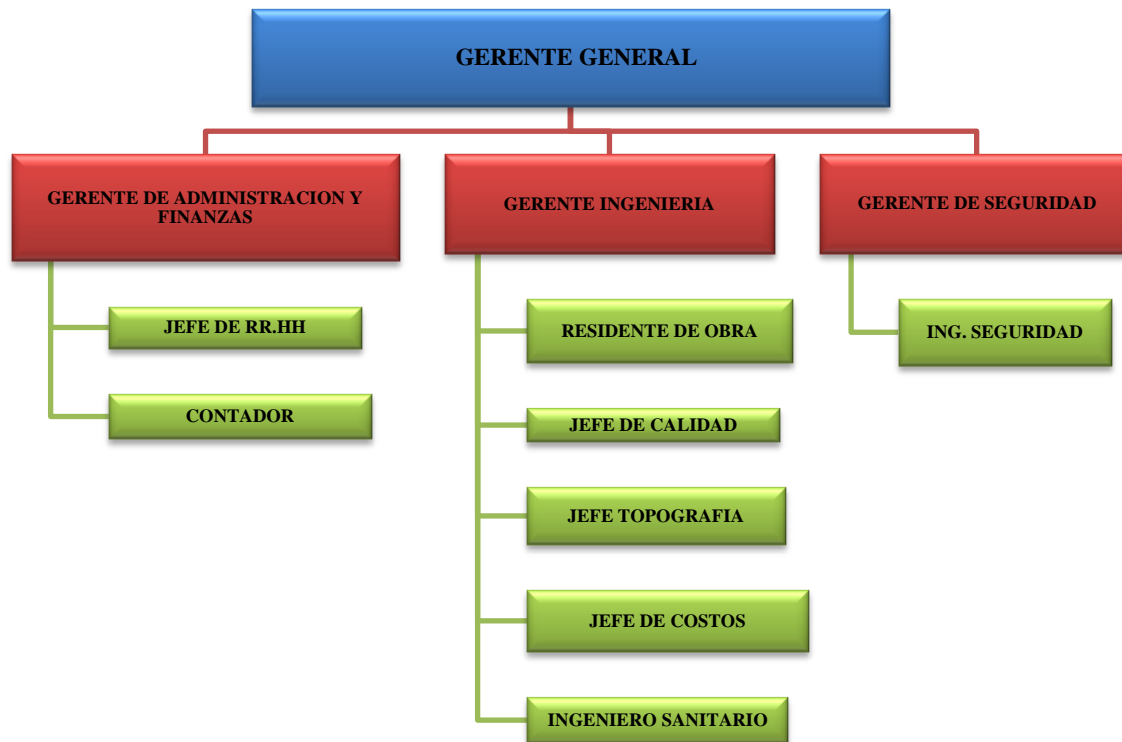 GERENTE GENERAL
GERENTE DE ADMINISTRACION Y
FINANZAS
JEFE DE RR.HH
CONTADOR
GERENTE INGENIERIA
RESIDENTE DE OBRA
JEFE DE CALIDAD
JEFE TOPOGRAFIA
JEFE DE COSTOS
INGENIERO SANITARIO
GERENTE DE SEGURIDAD
ING. SEGURIDAD